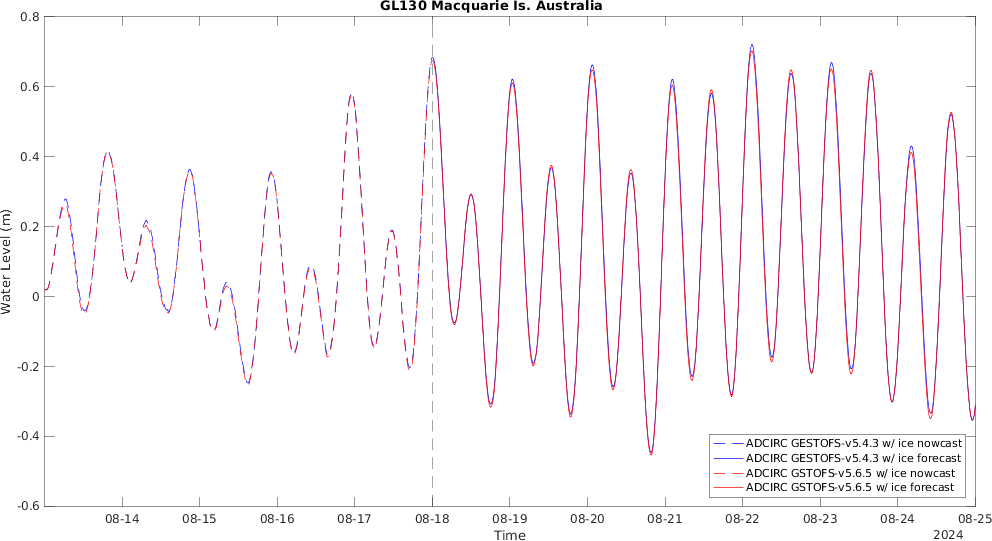 GL130 Macquarie Is. Australia
Water Level (m)
0.8
0.6
0.4
0.2
0
-0.2
-0.4
-0.6
ADCIRC GESTOFS-v5.4.3 w/ ice nowcast
ADCIRC GESTOFS-v5.4.3 w/ ice forecast
ADCIRC GSTOFS-v5.6.5 w/ ice nowcast
ADCIRC GSTOFS-v5.6.5 w/ ice forecast
08-14 08-15 08-16 08-17 08-18 08-19 08-20 08-21 08-22 08-23 08-24 08-25
Time
2024